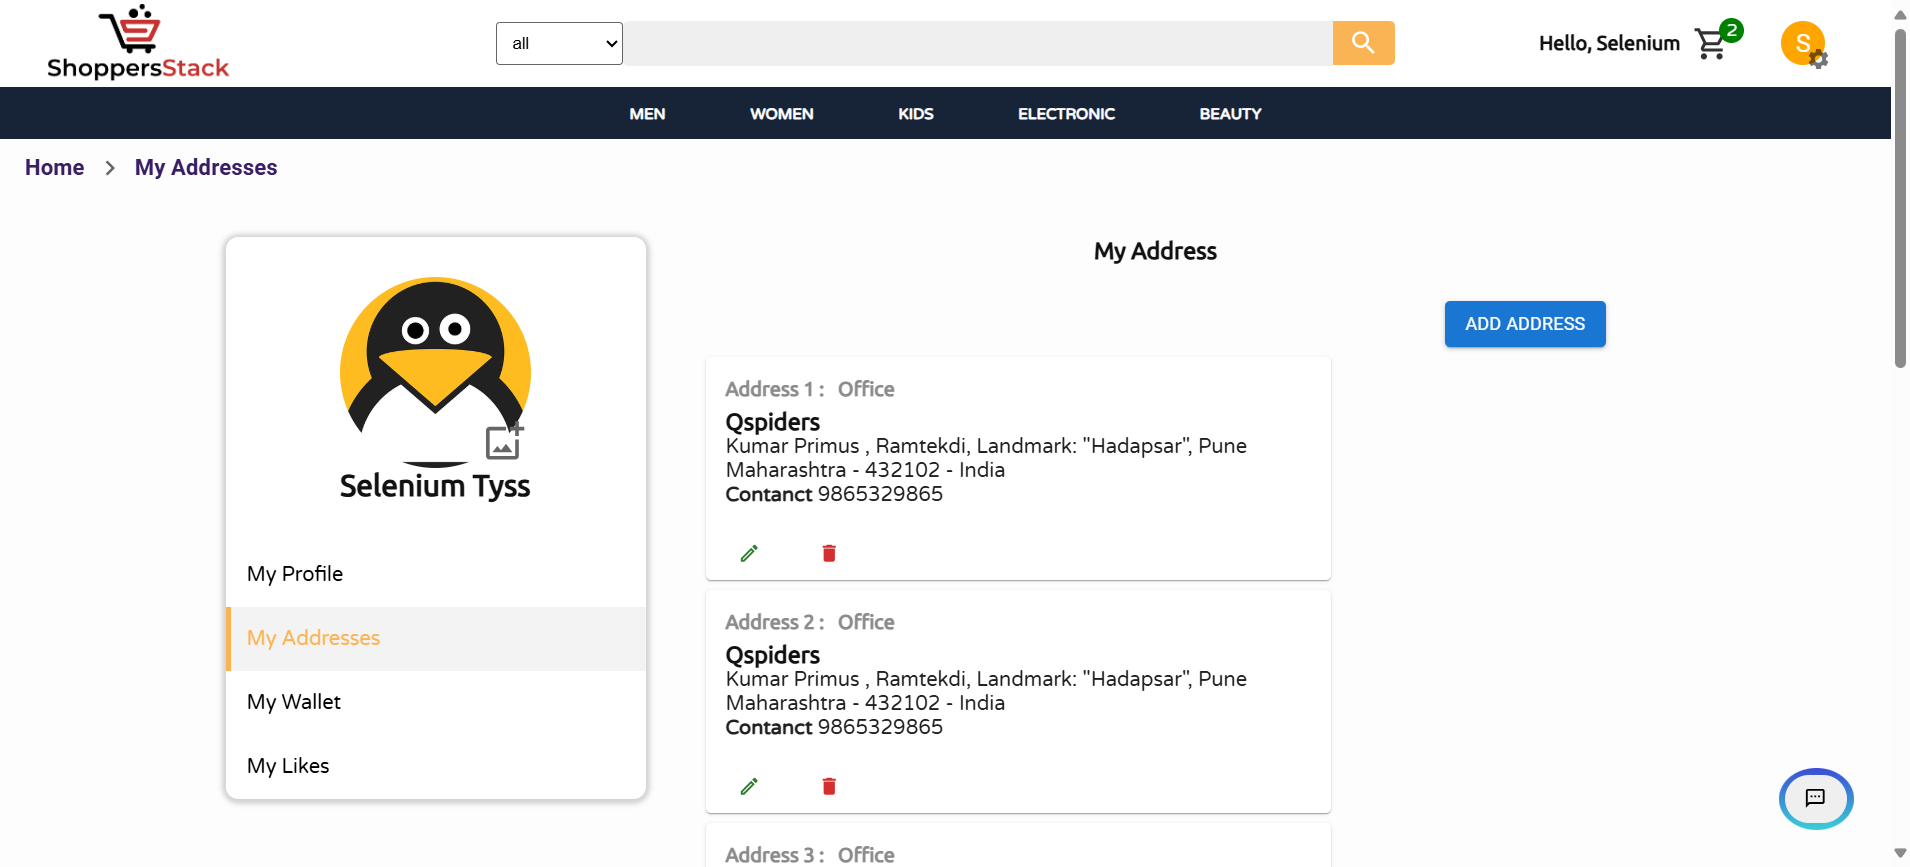 ShoppersStack
all
Hello, Selenium
2
S
MEN WOMEN KIDS ELECTRONIC BEAUTY
Home > My Addresses
Selenium Tyss
My Profile
My Addresses
My Wallet
My Likes
My Address
ADD ADDRESS
Address 1 : Office
Qspiders
Kumar Primus , Ramtekdi, Landmark: "Hadapsar", Pune
Maharashtra - 432102 - India
Contanct 9865329865
Address 2 : Office
Qspiders
Kumar Primus , Ramtekdi, Landmark: "Hadapsar", Pune
Maharashtra - 432102 - India
Contanct 9865329865
Address 3 : Office